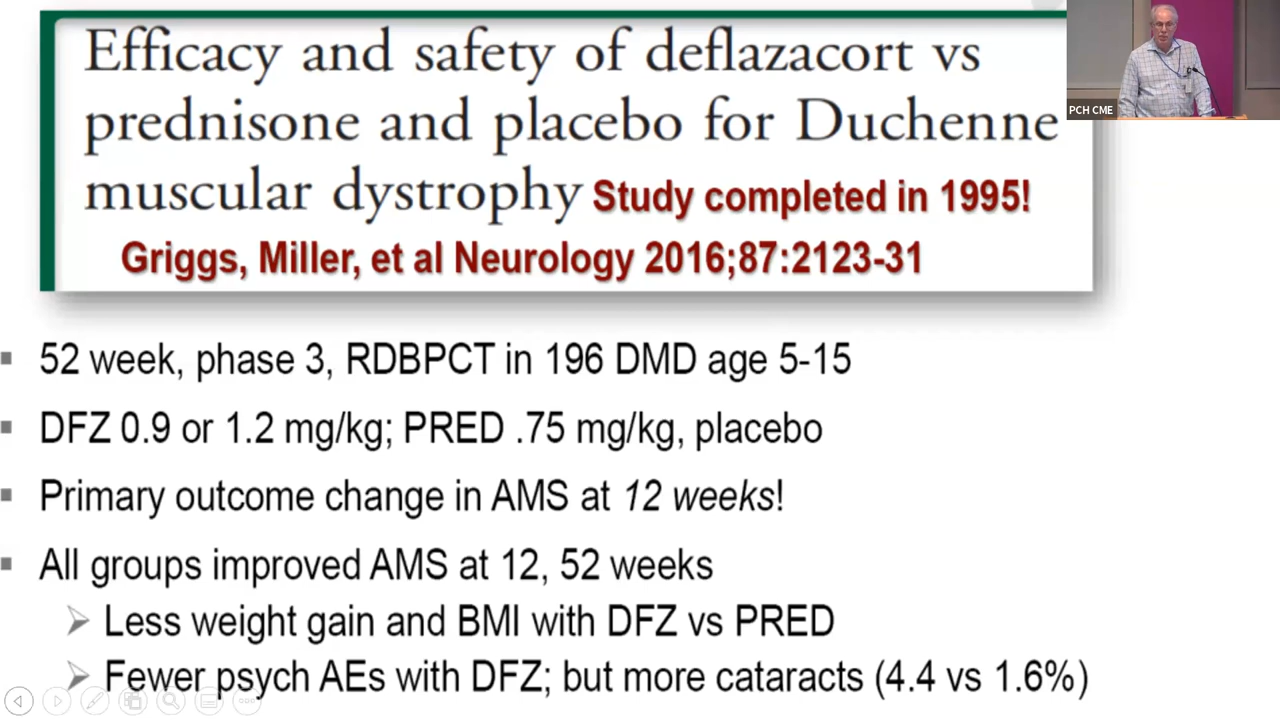 Efficacy and safety of deflazacort vs
prednisone and placebo for Duchenne
muscular dystrophy Study completed in 1995!
Griggs, Miller, et al Neurology 2016;87:2123-31
PCH CME
52 week, phase 3, RDBPCT in 196 DMD age 5-15
DFZ 0.9 or 1.2 mg/kg; PRED .75 mg/kg, placebo
Primary outcome change in AMS at 12 weeks!
All groups improved AMS at 12, 52 weeks
Less weight gain and BMI with DFZ vs PRED
Fewer psych AEs with DFZ; but more cataracts (4.4 vs 1.6%)